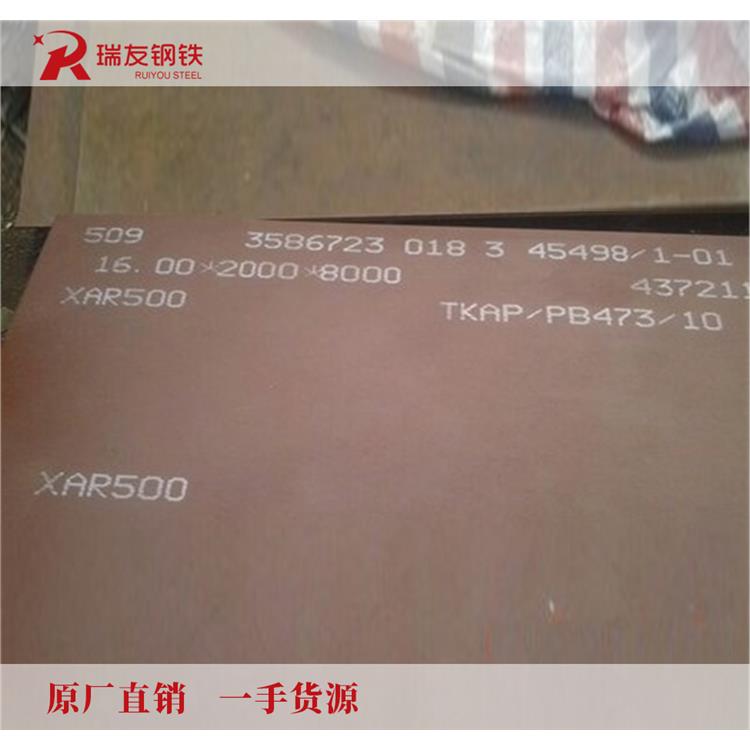 瑞友钢铁
RUIYOU STEEL
509 3586723 018 3 45498/1-01
16.00*2000*8000 437211
XAR500 TKAP/PB473/10
XAR500
原厂直销 一手货源